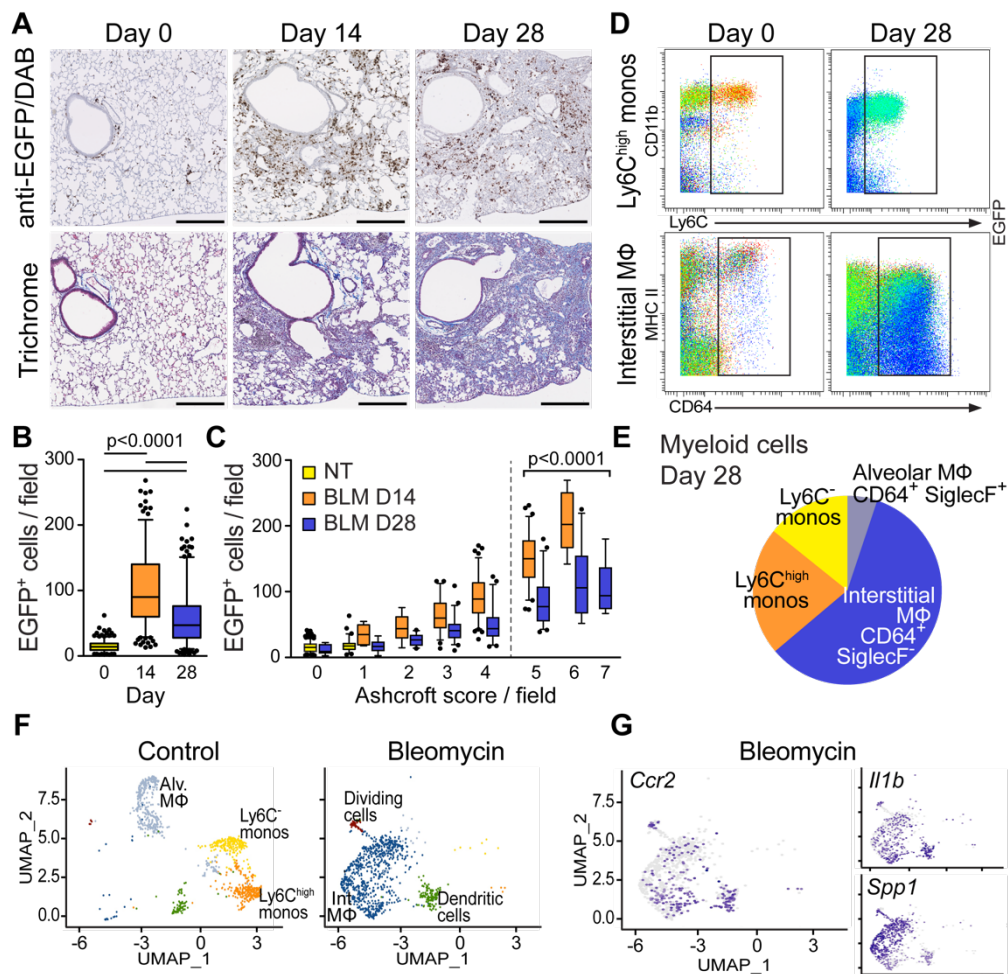 A
Day 0 Day 14 Day 28
anti-EGFP/DAB
Trichrome
B
p<0.0001
EGFP⁺ cells / field
300
200
100
0
0 14 28
Day
C
NT
BLM D14
BLM D28
p<0.0001
EGFP⁺ cells / field
300
200
100
0
0 1 2 3 4 5 6 7
Ashcroft score / field
D
Day 0 Day 28
Ly6Cʰⁱᵍʰ monos
CD11b
Ly6C
EGFP
Interstitial MΦ
MHC II
CD64
E
Myeloid cells
Day 28
Alveolar MΦ
CD64⁺ SiglecF⁺
Ly6C⁻
monos
Ly6Cʰⁱᵍʰ
monos
Interstitial
MΦ
CD64⁺
SiglecF⁻
F
Control Bleomycin
Alv.
MΦ
Ly6C⁻
monos
Ly6Cʰⁱᵍʰ
monos
UMAP_2
7.5
5.0
2.5
0.0
-6 -3 0 3
UMAP_1
Dividing
cells
Int
MΦ
Dendritic
cells
-6 -3 0 3
UMAP_1
G
Bleomycin
Ccr2
UMAP_2
7.5
5.0
2.5
0.0
-6 -3 0 3
UMAP_1
Il1b
Spp1